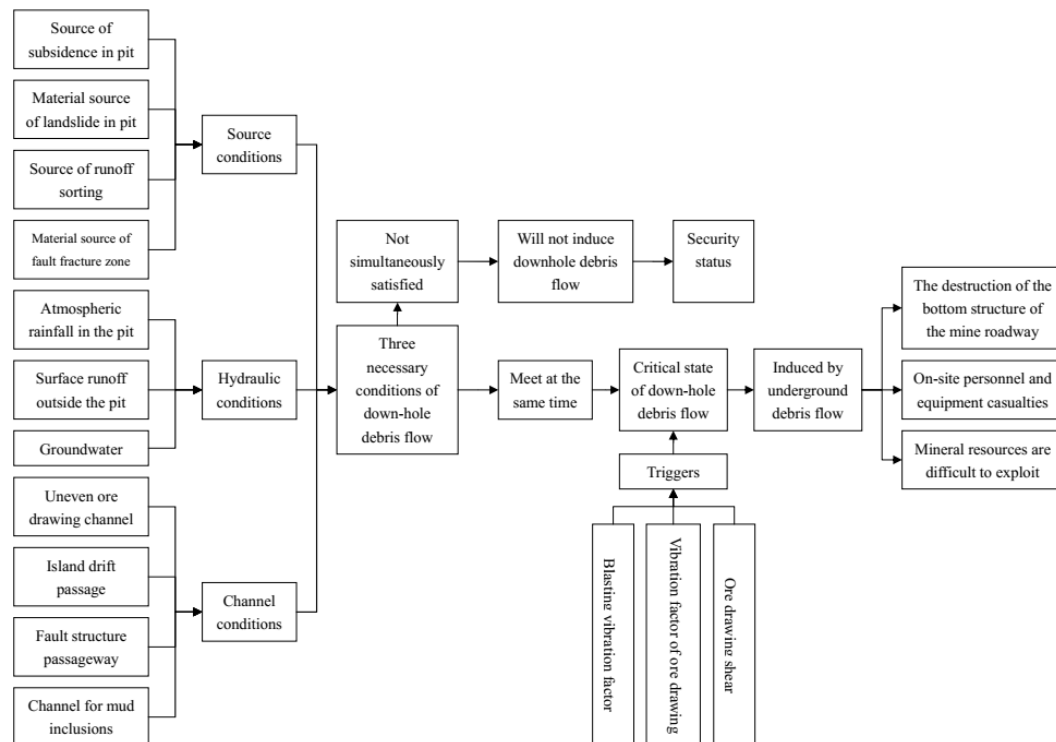 Source of
subsidence in pit
Material source
of landslide in pit
Source of runoff
sorting
Material source of
fault fracture zone
Atmospheric
rainfall in the pit
Surface runoff
outside the pit
Groundwater
Uneven ore
drawing channel
Island drift
passage
Fault structure
passageway
Channel for mud
inclusions
Source
conditions
Hydraulic
conditions
Channel
conditions
Not
simultaneously
satisfied
Will not induce
downhole debris
flow
Security
status
Three
necessary
conditions of
down-hole
debris flow
Meet at the
same time
Critical state
of down-hole
debris flow
Induced by
underground
debris flow
Triggers
Blasting vibration factor
Vibration factor of ore drawing
Ore drawing shear
The destruction of the
bottom structure of
the mine roadway
On-site personnel and
equipment casualties
Mineral resources are
difficult to exploit